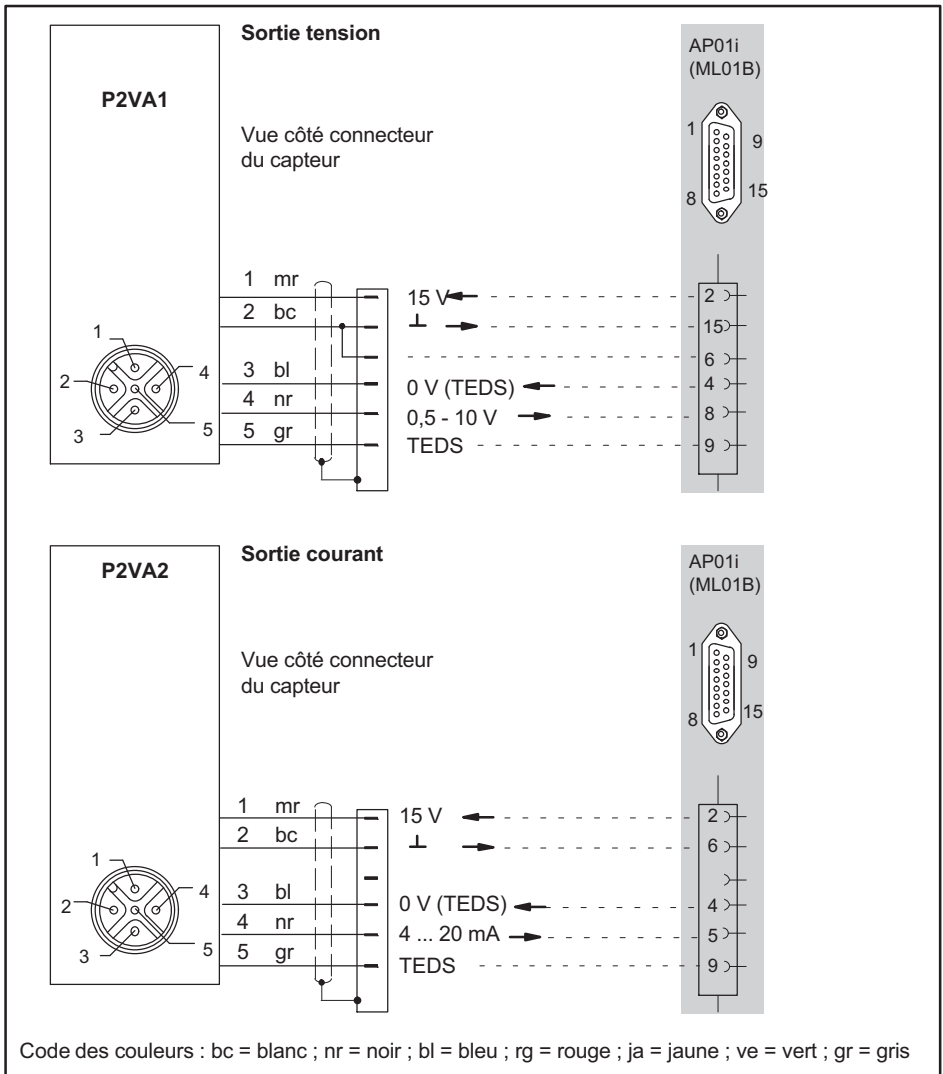 Sortie tension
AP01i
(ML01B)
P2VA1
Vue côté connecteur
du capteur
1
9
8
15
1 mr
2 bc
3 bl
4 nr
5 gr
1
2
3
4
5
15 V
0 V (TEDS)
0,5 - 10 V
TEDS
2
15
6
4
8
9
Sortie courant
AP01i
(ML01B)
P2VA2
Vue côté connecteur
du capteur
1
9
8
15
1 mr
2 bc
3 bl
4 nr
5 gr
1
2
3
4
5
15 V
0 V (TEDS)
4 ... 20 mA
TEDS
2
6
4
5
9
Code des couleurs : bc = blanc ; nr = noir ; bl = bleu ; rg = rouge ; ja = jaune ; ve = vert ; gr = gris